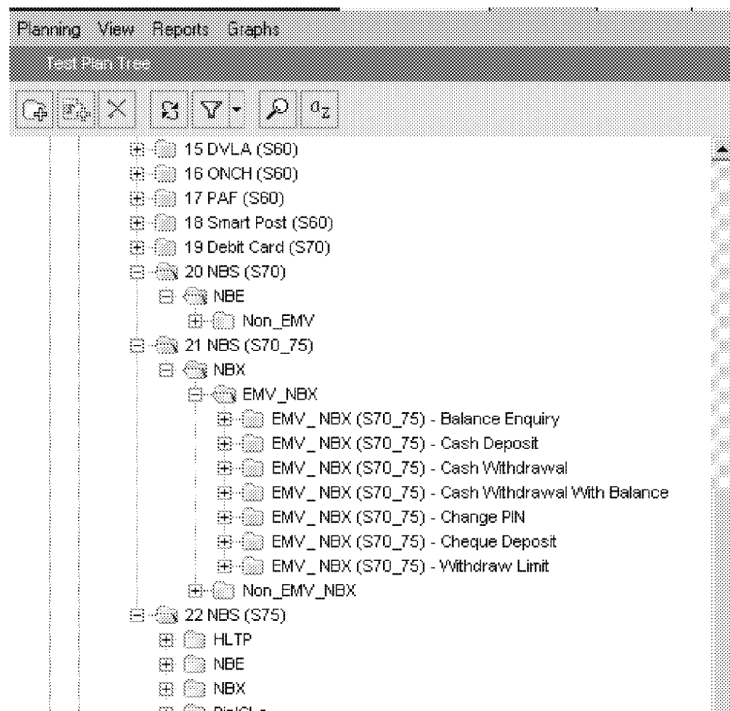 Planning View Reports Graphs
Test Plan Tree
15 DVLA (S60)
16 ONCH (S60)
17 PAF (S60)
18 Smart Post (S60)
19 Debit Card (S70)
20 NBS (S70)
NBE
Non_EMV
21 NBS (S70_75)
NBX
EMV_NBX
EMV_ NBX (S70_75) - Balance Enquiry
EMV_ NBX (S70_75) - Cash Deposit
EMV_ NBX (S70_75) - Cash Withdrawal
EMV_ NBX (S70_75) - Cash Withdrawal With Balance
EMV_ NBX (S70_75) - Change PIN
EMV_ NBX (S70_75) - Cheque Deposit
EMV_ NBX (S70_75) - Withdraw Limit
Non_EMV_NBX
22 NBS (S75)
HLTP
NBE
NBX